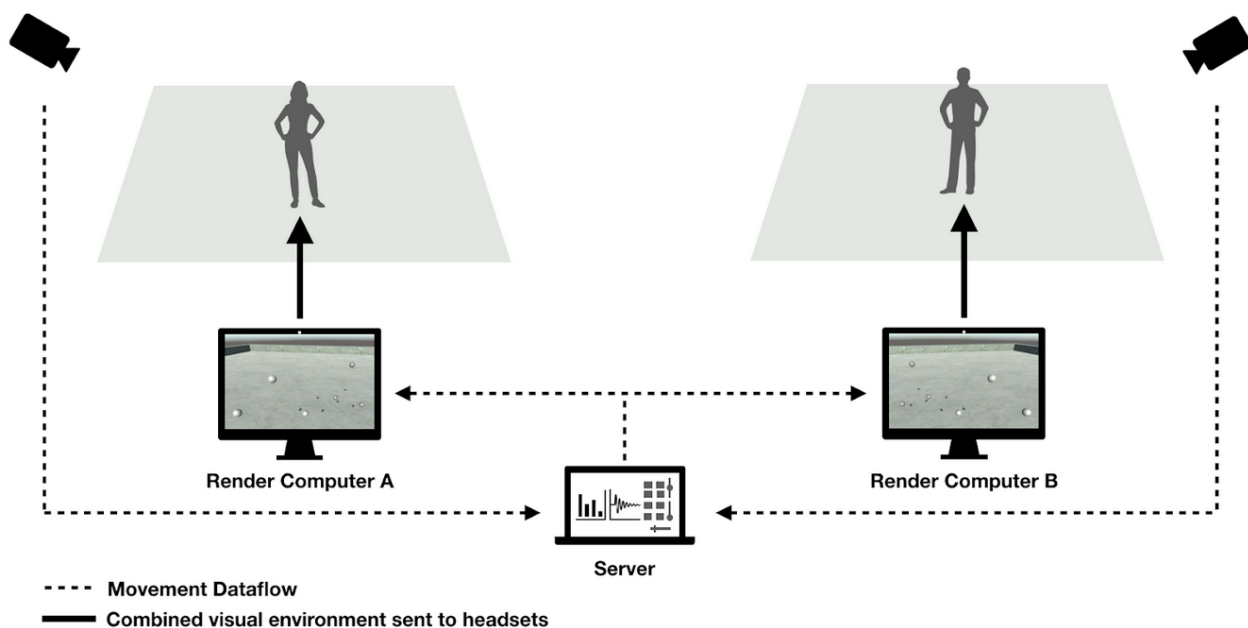 Render Computer A
Render Computer B
Server
Movement Dataflow
Combined visual environment sent to headsets